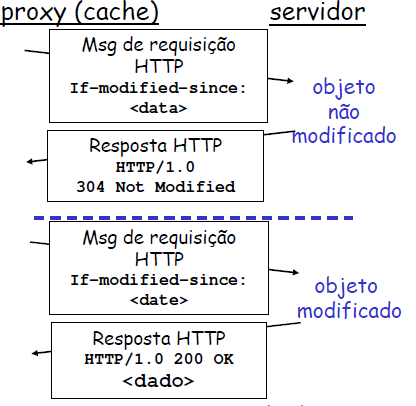 proxy (cache)
servidor
Msg de requisição
HTTP
If-modified-since:
<data>
objeto
não
modificado
Resposta HTTP
HTTP/1.0
304 Not Modified
Msg de requisição
HTTP
If-modified-since:
<date>
objeto
modificado
Resposta HTTP
HTTP/1.0 200 OK
<dado>